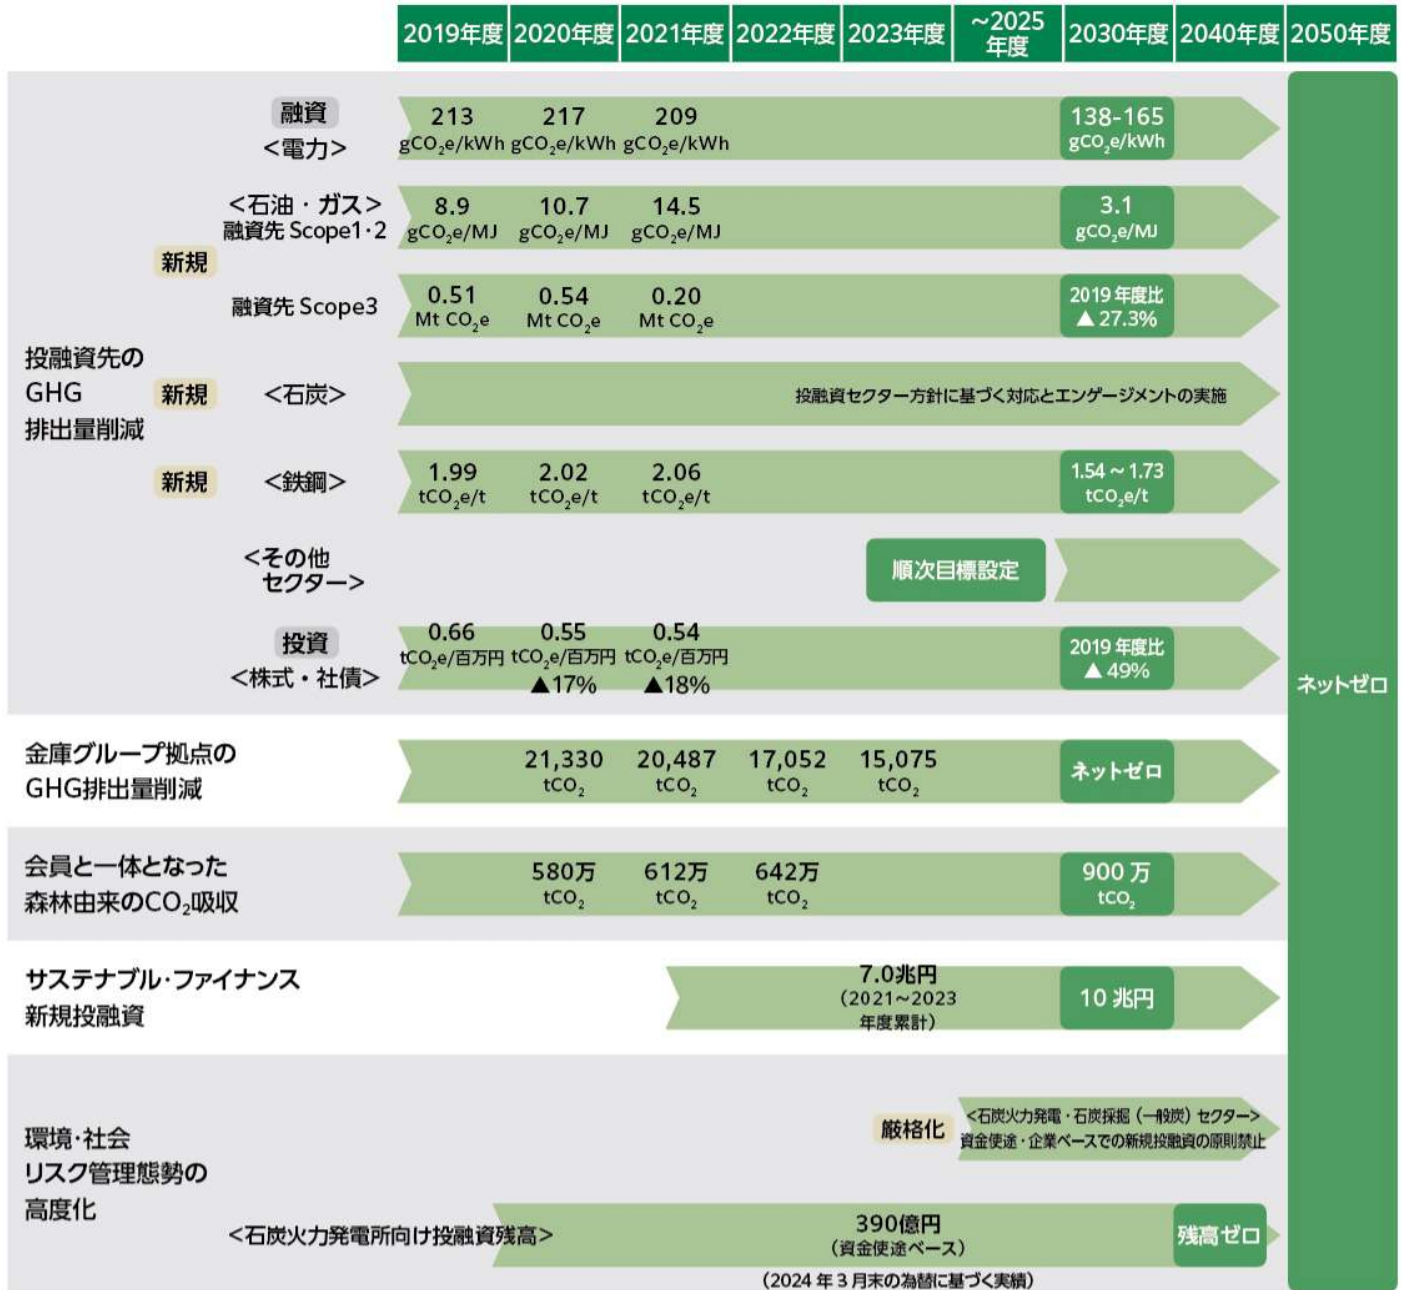 2019年度 2020年度 2021年度 2022年度 2023年度 ～2025年度 2030年度 2040年度 2050年度
投融資先の
GHG
排出量削減
融資
<電力>
213 217 209 138-165
gCO₂e/kWh gCO₂e/kWh gCO₂e/kWh gCO₂e/kWh
新規
<石油・ガス>
融資先 Scope1・2
8.9 10.7 14.5 3.1
gCO₂e/MJ gCO₂e/MJ gCO₂e/MJ gCO₂e/MJ
融資先 Scope3
0.51 0.54 0.20 2019 年度比
Mt CO₂e Mt CO₂e Mt CO₂e ▲ 27.3%
新規 <石炭>
投融資セクター方針に基づく対応とエンゲージメントの実施
新規 <鉄鋼>
1.99 2.02 2.06 1.54 ～ 1.73
tCO₂e/t tCO₂e/t tCO₂e/t tCO₂e/t
<その他
セクター>
順次目標設定
投資
<株式・社債>
0.66 0.55 0.54 2019 年度比
tCO₂e/百万円 tCO₂e/百万円 tCO₂e/百万円 ▲ 49%
▲17% ▲18%
ネットゼロ
金庫グループ拠点の
GHG排出量削減
21,330 20,487 17,052 15,075 ネットゼロ
tCO₂ tCO₂ tCO₂ tCO₂
会員と一体となった
森林由来のCO₂吸収
580万 612万 642万 900 万
tCO₂ tCO₂ tCO₂ tCO₂
サステナブル・ファイナンス
新規投融資
7.0兆円 10 兆円
（2021～2023
年度累計）
環境・社会
リスク管理態勢の
高度化
厳格化
<石炭火力発電・石炭採掘（一般炭）セクター>
資金使途・企業ベースでの新規投融資の原則禁止
<石炭火力発電所向け投融資残高>
390億円 残高ゼロ
（資金使途ベース）
（2024 年 3 月末の為替に基づく実績）